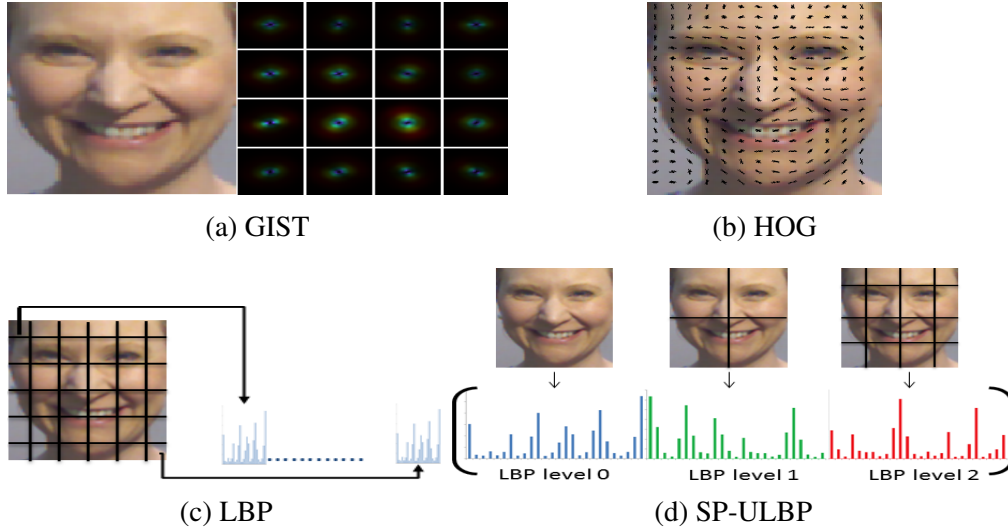 (a) GIST
(b) HOG
LBP level 0
LBP level 1
LBP level 2
(c) LBP
(d) SP-ULBP